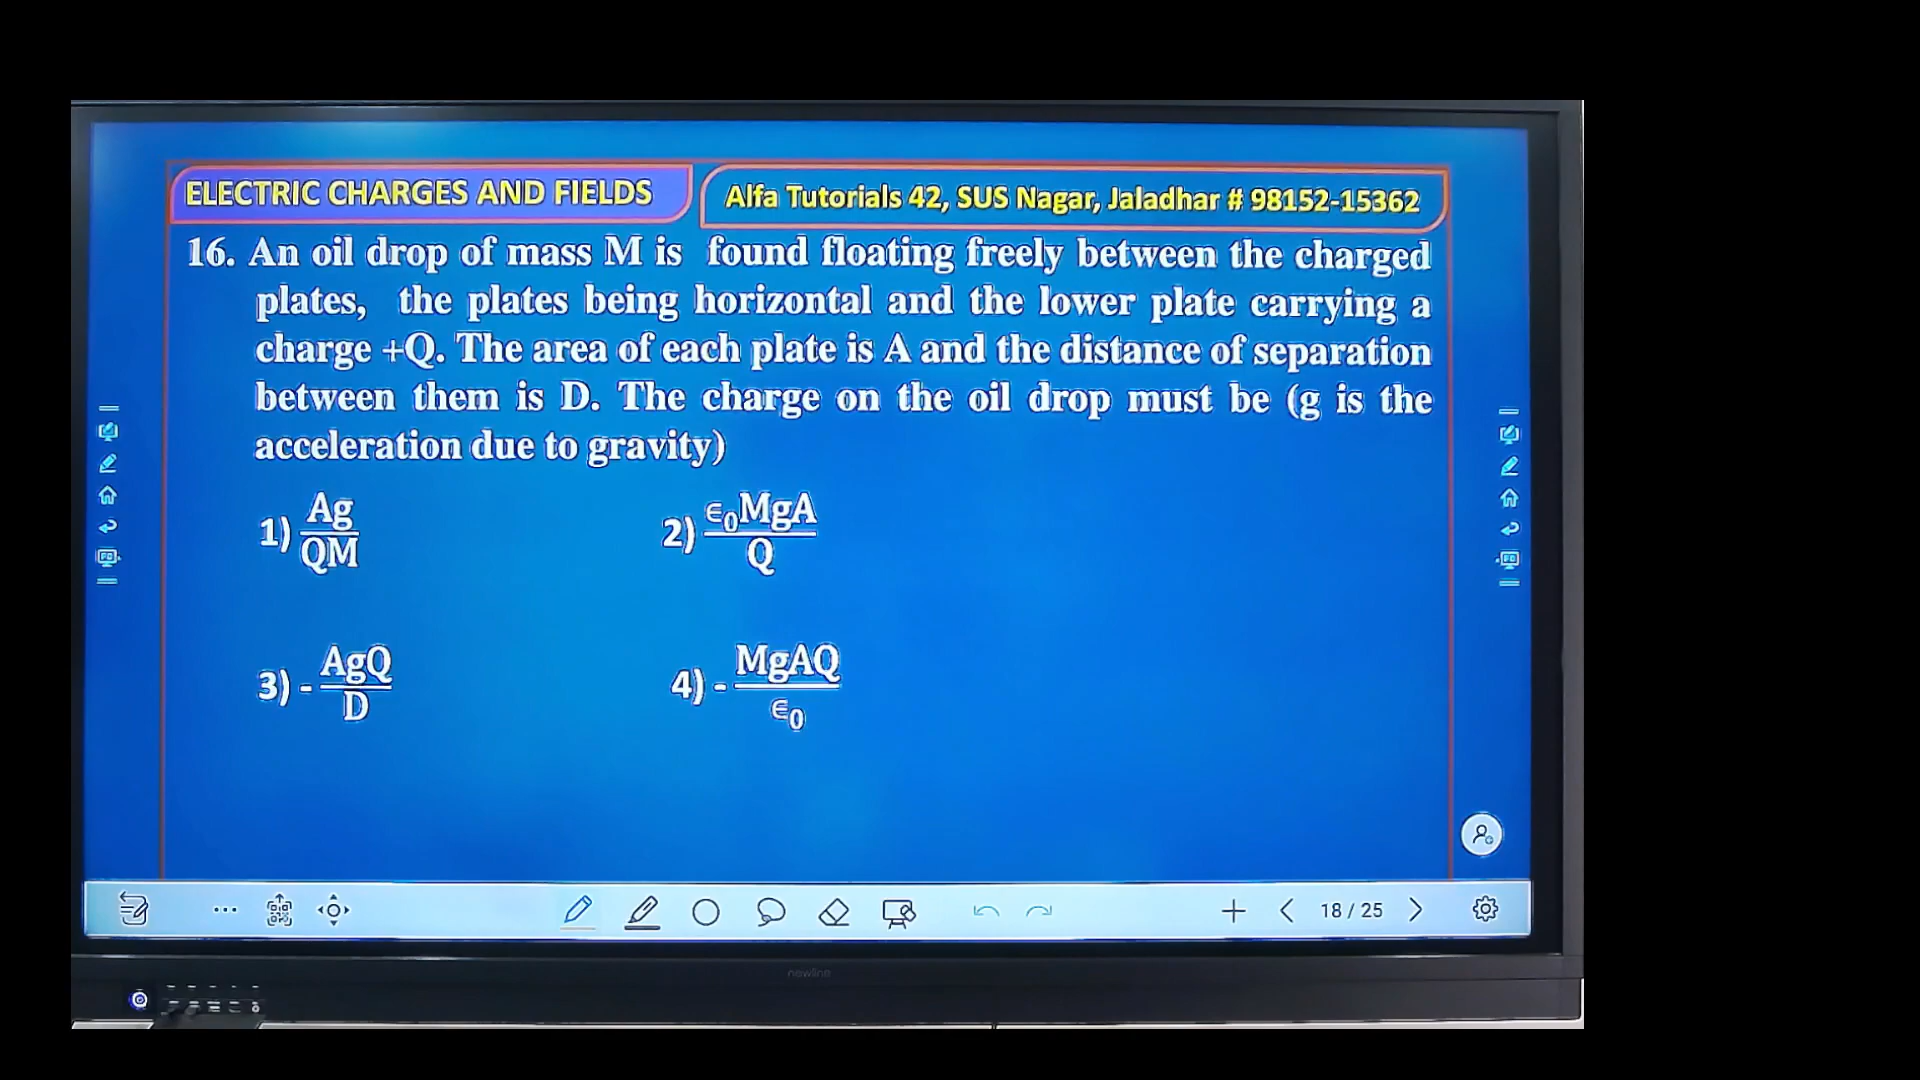 ELECTRIC CHARGES AND FIELDS
Alfa Tutorials 42, SUS Nagar, Jaladhar # 98152-15362
16. An oil drop of mass M is found floating freely between the charged
plates, the plates being horizontal and the lower plate carrying a
charge +Q. The area of each plate is A and the distance of separation
between them is D. The charge on the oil drop must be (g is the
acceleration due to gravity)
1) Ag/QM 2) ϵ₀MgA/Q
3) - AgQ/D 4) - MgAQ/ϵ₀
18 / 25
newline